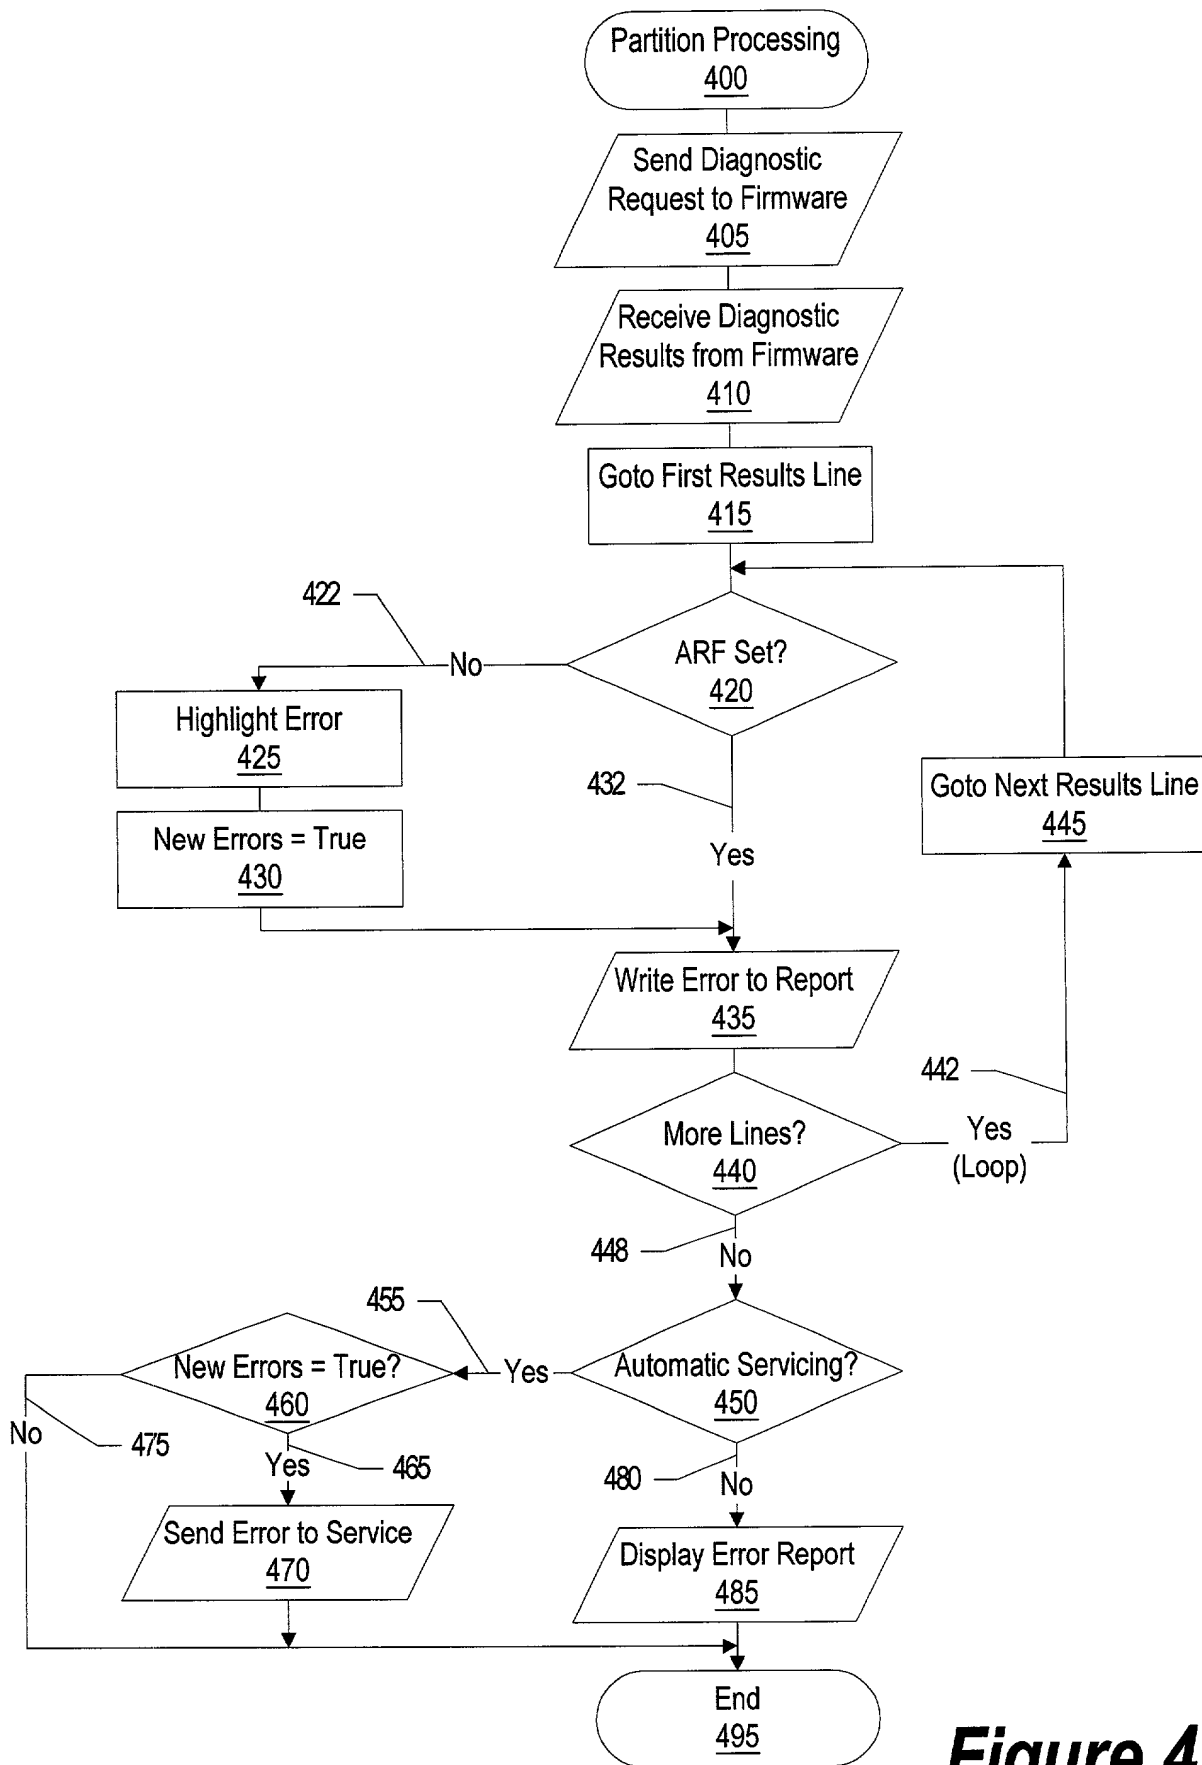 Partition Processing
400
Send Diagnostic
Request to Firmware
405
Receive Diagnostic
Results from Firmware
410
Goto First Results Line
415
422
No
ARF Set?
420
Highlight Error
425
432
Goto Next Results Line
445
New Errors = True
430
Yes
Write Error to Report
435
442
More Lines?
440
Yes
(Loop)
448
No
455
New Errors = True?
460
Yes
Automatic Servicing?
450
No
475
Yes
465
480
No
Send Error to Service
470
Display Error Report
485
End
495
Figure 4